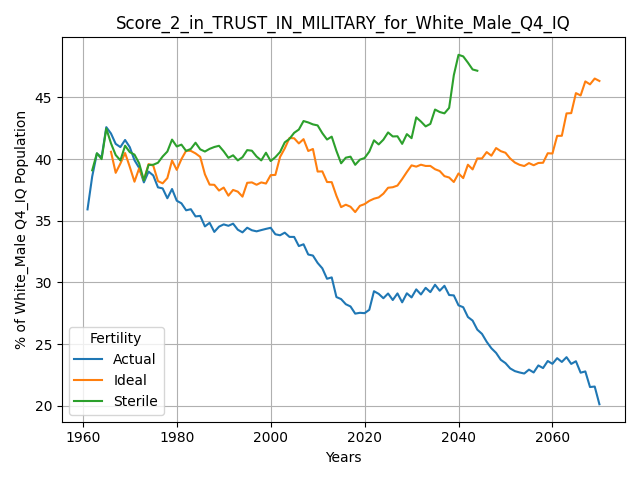 Score_2_in_TRUST_IN_MILITARY_for_White_Male_Q4_IQ
% of White_Male Q4_IQ Population
45
40
35
30
25
20
Fertility
Actual
Ideal
Sterile
1960 1980 2000 2020 2040 2060
Years